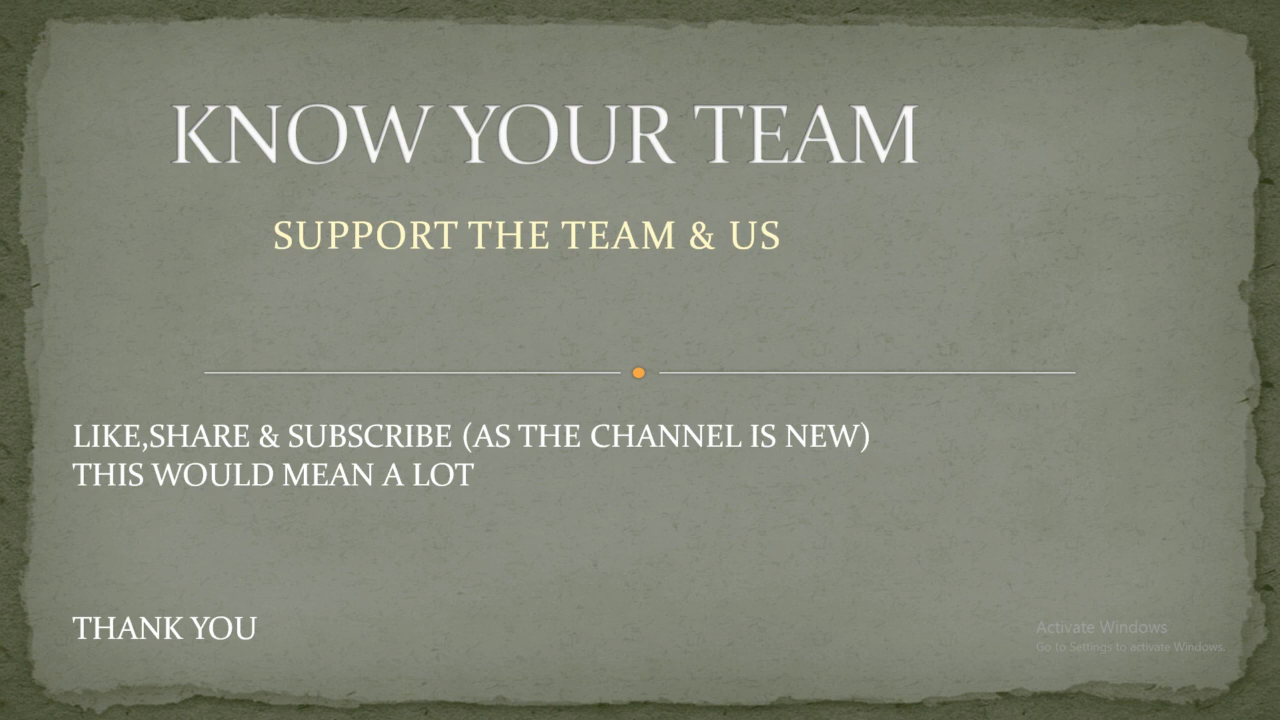 KNOW YOUR TEAM
SUPPORT THE TEAM & US
LIKE,SHARE & SUBSCRIBE (AS THE CHANNEL IS NEW)
THIS WOULD MEAN A LOT
THANK YOU
Activate Windows
Go to Settings to activate Windows.